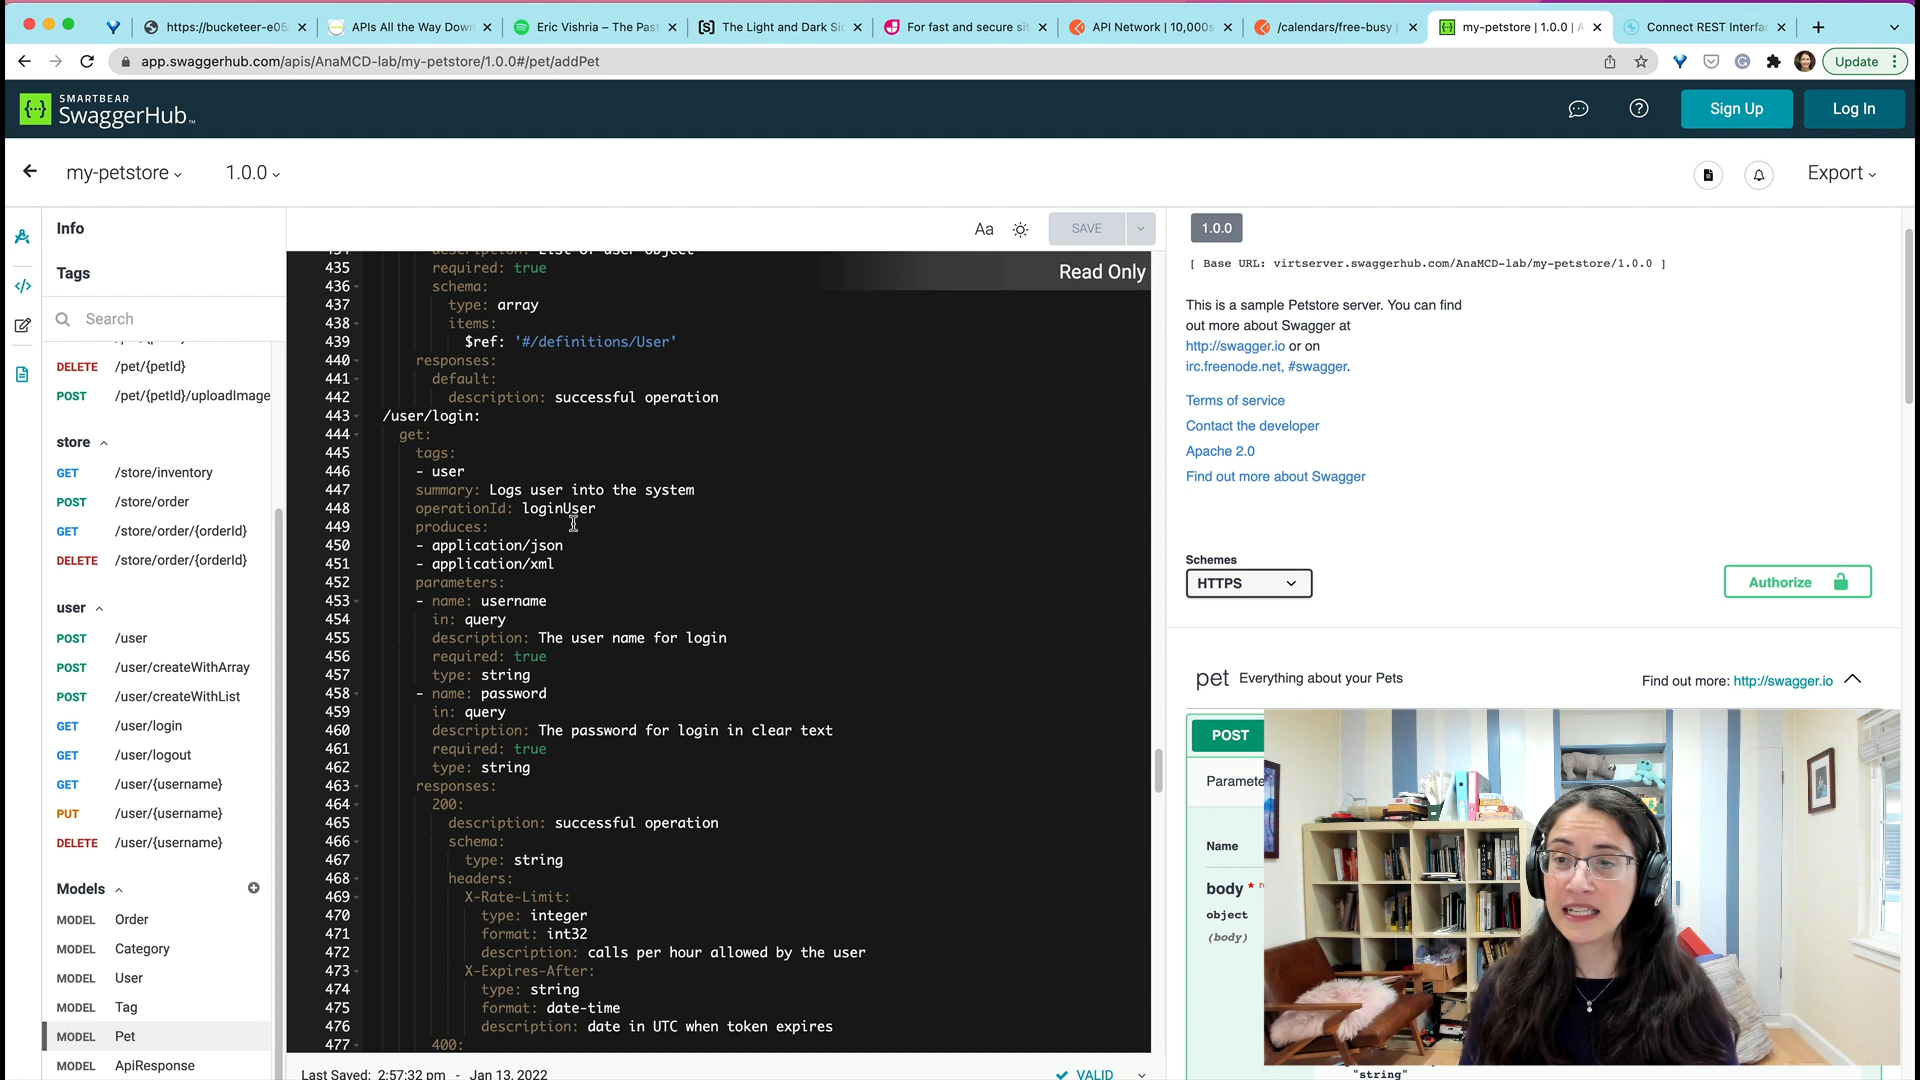 https://bucketeer-e05
APIs All the Way Down
Eric Vishria – The Past
The Light and Dark Si
For fast and secure sit
API Network | 10,000s
/calendars/free-busy |
my-petstore | 1.0.0 | A
Connect REST Interfac
app.swaggerhub.com/apis/AnaMCD-lab/my-petstore/1.0.0#/pet/addPet
Update
SMARTBEAR
SwaggerHub™
Sign Up
Log In
my-petstore
1.0.0
Export
Info
Tags
Search
DELETE /pet/{petId}
POST /pet/{petId}/uploadImage
store
GET /store/inventory
POST /store/order
GET /store/order/{orderId}
DELETE /store/order/{orderId}
user
POST /user
POST /user/createWithArray
POST /user/createWithList
GET /user/login
GET /user/logout
GET /user/{username}
PUT /user/{username}
DELETE /user/{username}
Models
MODEL Order
MODEL Category
MODEL User
MODEL Tag
MODEL Pet
MODEL ApiResponse
Aa
SAVE
Read Only
434 description: List of user object
435 required: true
436 schema:
437 type: array
438 items:
439 $ref: '#/definitions/User'
440 responses:
441 default:
442 description: successful operation
443 /user/login:
444 get:
445 tags:
446 - user
447 summary: Logs user into the system
448 operationId: loginUser
449 produces:
450 - application/json
451 - application/xml
452 parameters:
453 - name: username
454 in: query
455 description: The user name for login
456 required: true
457 type: string
458 - name: password
459 in: query
460 description: The password for login in clear text
461 required: true
462 type: string
463 responses:
464 200:
465 description: successful operation
466 schema:
467 type: string
468 headers:
469 X-Rate-Limit:
470 type: integer
471 format: int32
472 description: calls per hour allowed by the user
473 X-Expires-After:
474 type: string
475 format: date-time
476 description: date in UTC when token expires
477 400:
Last Saved: 2:57:32 pm - Jan 13, 2022
VALID
1.0.0
[ Base URL: virtserver.swaggerhub.com/AnaMCD-lab/my-petstore/1.0.0 ]
This is a sample Petstore server. You can find
out more about Swagger at
http://swagger.io or on
irc.freenode.net, #swagger.
Terms of service
Contact the developer
Apache 2.0
Find out more about Swagger
Schemes
HTTPS
Authorize
pet Everything about your Pets
Find out more: http://swagger.io
POST
Paramete
Name
body *
object
(body)
"string"